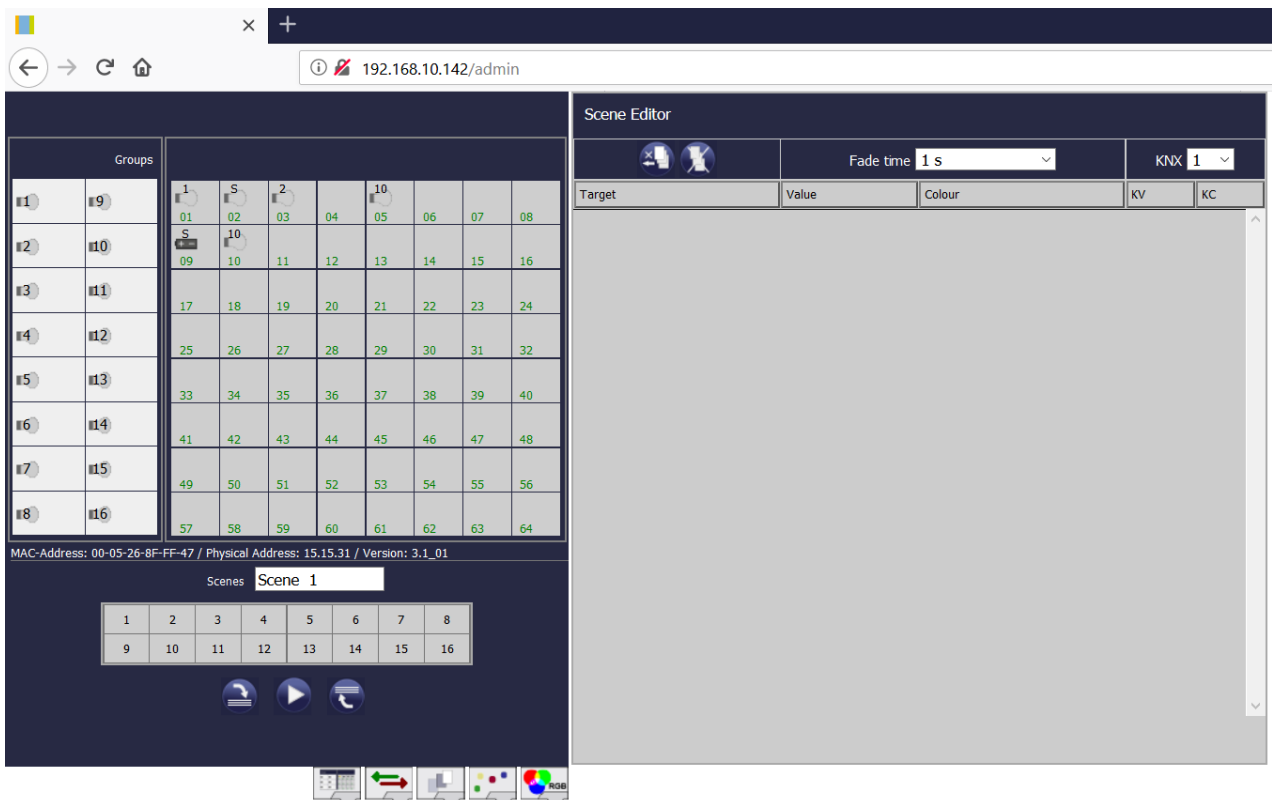 192.168.10.142/admin
Scene Editor
Groups
Fade time 1 s
KNX 1
Target Value Colour KV KC
1 9 1 S 2 10
01 02 03 04 05 06 07 08
2 10 S 10
09 10 11 12 13 14 15 16
3 11
17 18 19 20 21 22 23 24
4 12
25 26 27 28 29 30 31 32
5 13
33 34 35 36 37 38 39 40
6 14
41 42 43 44 45 46 47 48
7 15
49 50 51 52 53 54 55 56
8 16
57 58 59 60 61 62 63 64
MAC-Address: 00-05-26-8F-FF-47 / Physical Address: 15.15.31 / Version: 3.1_01
Scenes Scene 1
1 2 3 4 5 6 7 8
9 10 11 12 13 14 15 16
RGB